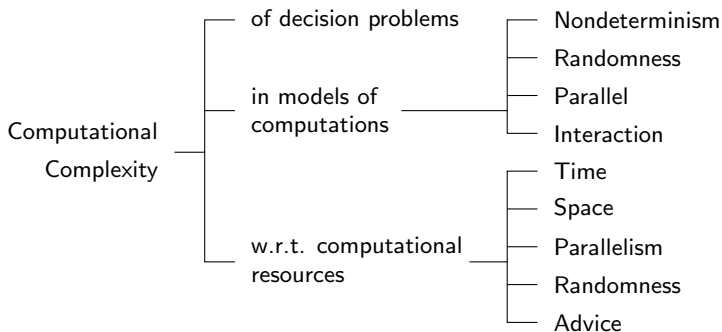 Computational
Complexity
of decision problems
in models of
computations
Nondeterminism
Randomness
Parallel
Interaction
w.r.t. computational
resources
Time
Space
Parallelism
Randomness
Advice